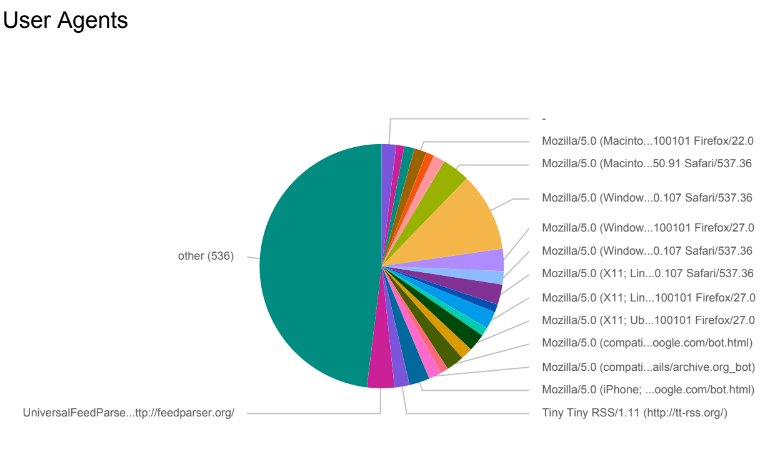 User Agents
-
Mozilla/5.0 (Macinto...100101 Firefox/22.0
Mozilla/5.0 (Macinto...50.91 Safari/537.36
Mozilla/5.0 (Window...0.107 Safari/537.36
Mozilla/5.0 (Window...100101 Firefox/27.0
Mozilla/5.0 (Window...0.107 Safari/537.36
Mozilla/5.0 (X11; Lin...0.107 Safari/537.36
Mozilla/5.0 (X11; Lin...100101 Firefox/27.0
Mozilla/5.0 (X11; Ub...100101 Firefox/27.0
Mozilla/5.0 (compati...oogle.com/bot.html)
Mozilla/5.0 (compati...ails/archive.org_bot)
Mozilla/5.0 (iPhone; ...oogle.com/bot.html)
Tiny Tiny RSS/1.11 (http://tt-rss.org/)
UniversalFeedParse...ttp://feedparser.org/
other (536)